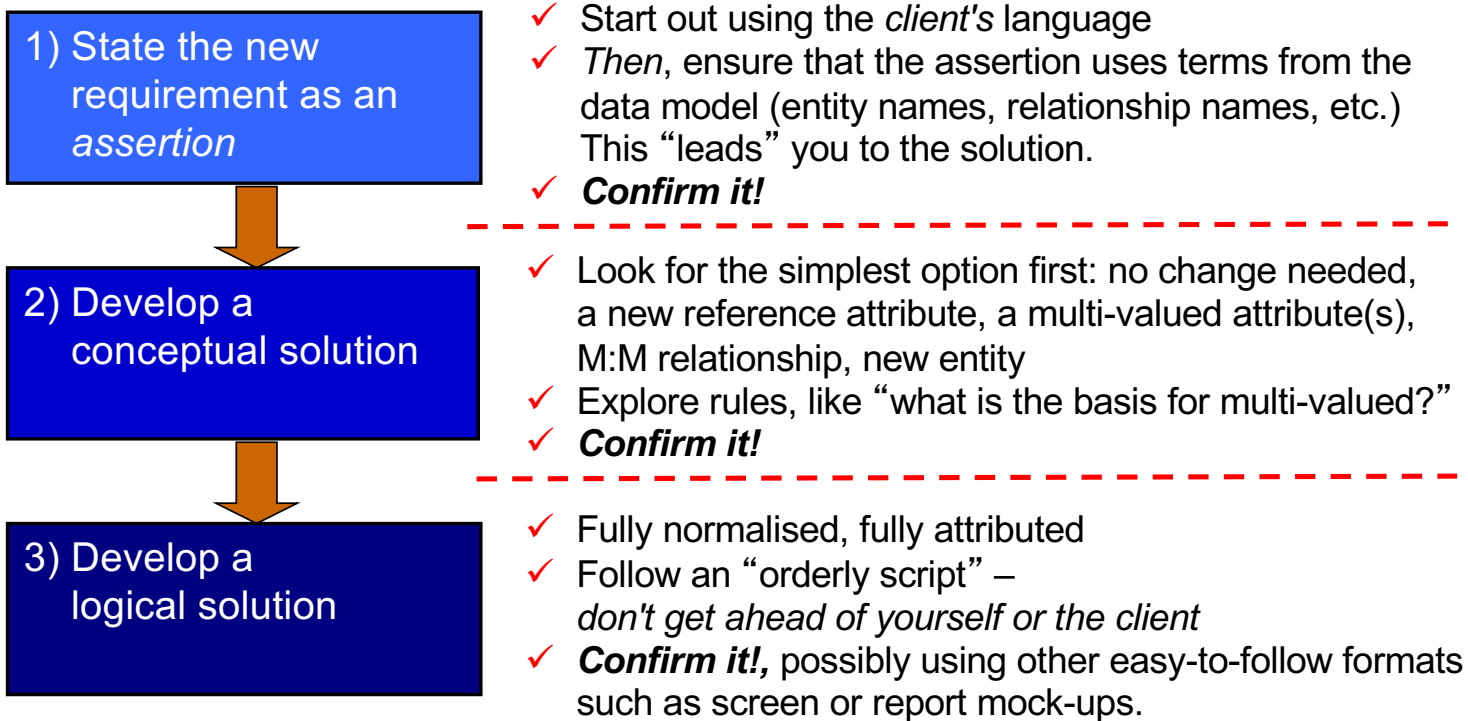 1) State the new
requirement as an
assertion
✓ Start out using the client's language
✓ Then, ensure that the assertion uses terms from the
data model (entity names, relationship names, etc.)
This “leads” you to the solution.
✓ Confirm it!
2) Develop a
conceptual solution
✓ Look for the simplest option first: no change needed,
a new reference attribute, a multi-valued attribute(s),
M:M relationship, new entity
✓ Explore rules, like “what is the basis for multi-valued?”
✓ Confirm it!
3) Develop a
logical solution
✓ Fully normalised, fully attributed
✓ Follow an “orderly script” –
don't get ahead of yourself or the client
✓ Confirm it!, possibly using other easy-to-follow formats
such as screen or report mock-ups.